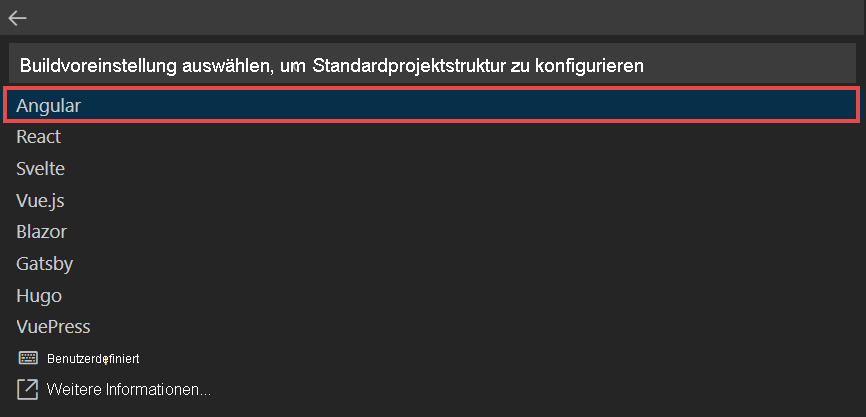 Buildvoreinstellung auswählen, um Standardprojektstruktur zu konfigurieren
Angular
React
Svelte
Vue.js
Blazor
Gatsby
Hugo
VuePress
Benutzerdefiniert
Weitere Informationen...